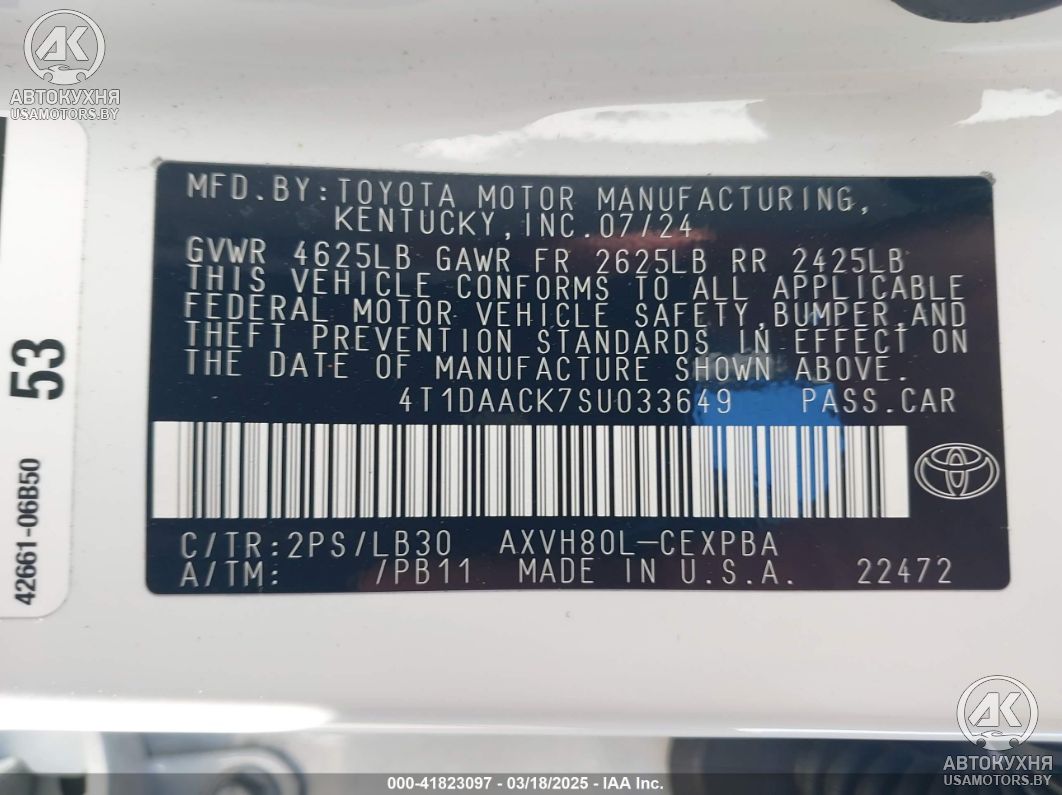 AK
АВТОКУХНЯ
USAMOTORS.BY
MFD.BY:TOYOTA MOTOR MANUFACTURING,
KENTUCKY,INC.07/24
GVWR 4625LB GAWR FR 2625LB RR 2425LB
THIS VEHICLE CONFORMS TO ALL APPLICABLE
FEDERAL MOTOR VEHICLE SAFETY,BUMPER,AND
THEFT PREVENTION STANDARDS IN EFFECT ON
THE DATE OF MANUFACTURE SHOWN ABOVE.
4T1DAACK7SU033649 PASS.CAR
C/TR:2PS/LB30 AXVH80L-CEXPBA
A/TM: /PB11 MADE IN U.S.A. 22472
53
42661-06B50
AK
АВТОКУХНЯ
USAMOTORS.BY
000-41823097 - 03/18/2025 - IAA Inc.